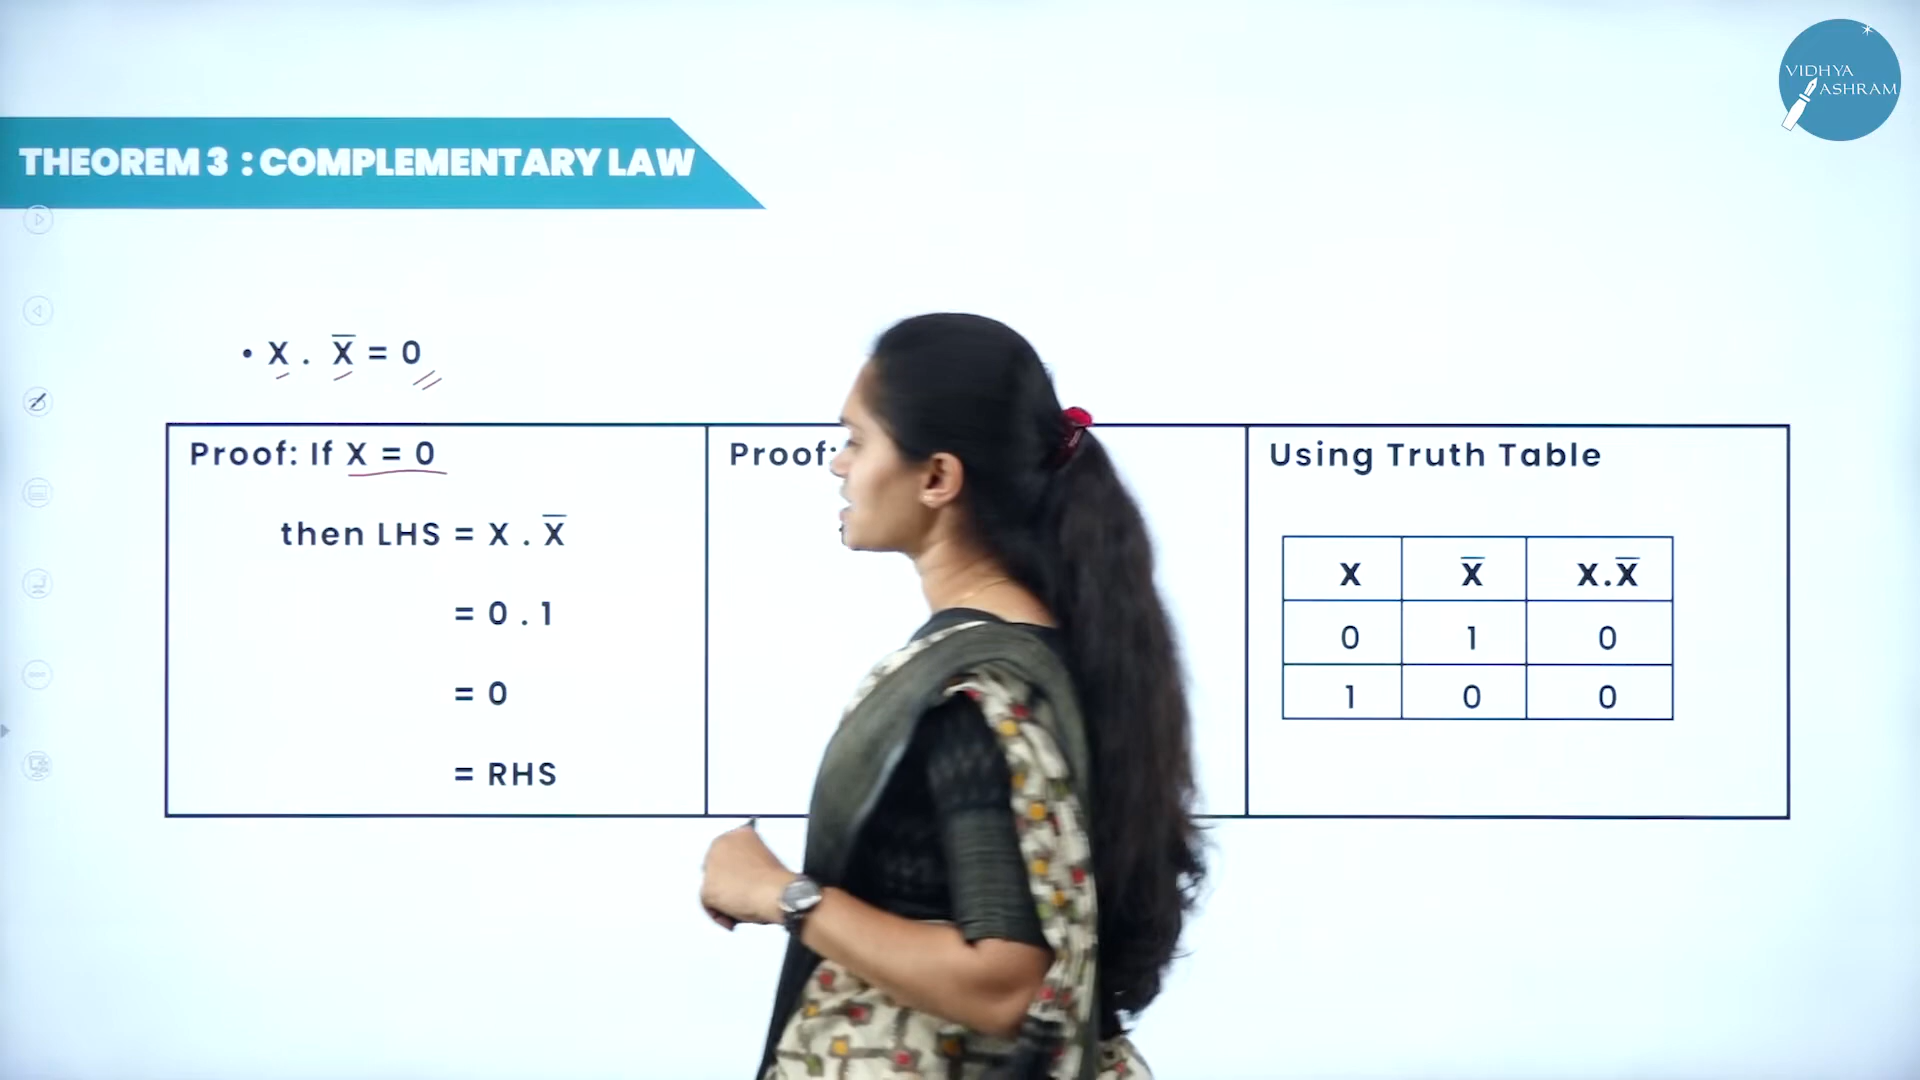 VIDHYA
ASHRAM
THEOREM 3 : COMPLEMENTARY LAW
• X . X̅ = 0
Proof: If X = 0
then LHS = X . X̅
= 0 . 1
= 0
= RHS
Proof:
Using Truth Table
X X̅ X.X̅
0 1 0
1 0 0